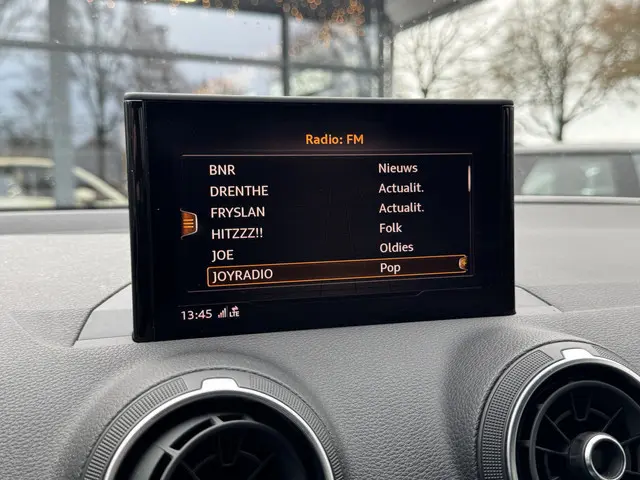 Radio: FM
BNR Nieuws
DRENTHE Actualit.
FRYSLAN Actualit.
HITZZZ!! Folk
JOE Oldies
JOYRADIO Pop
13:45 LTE